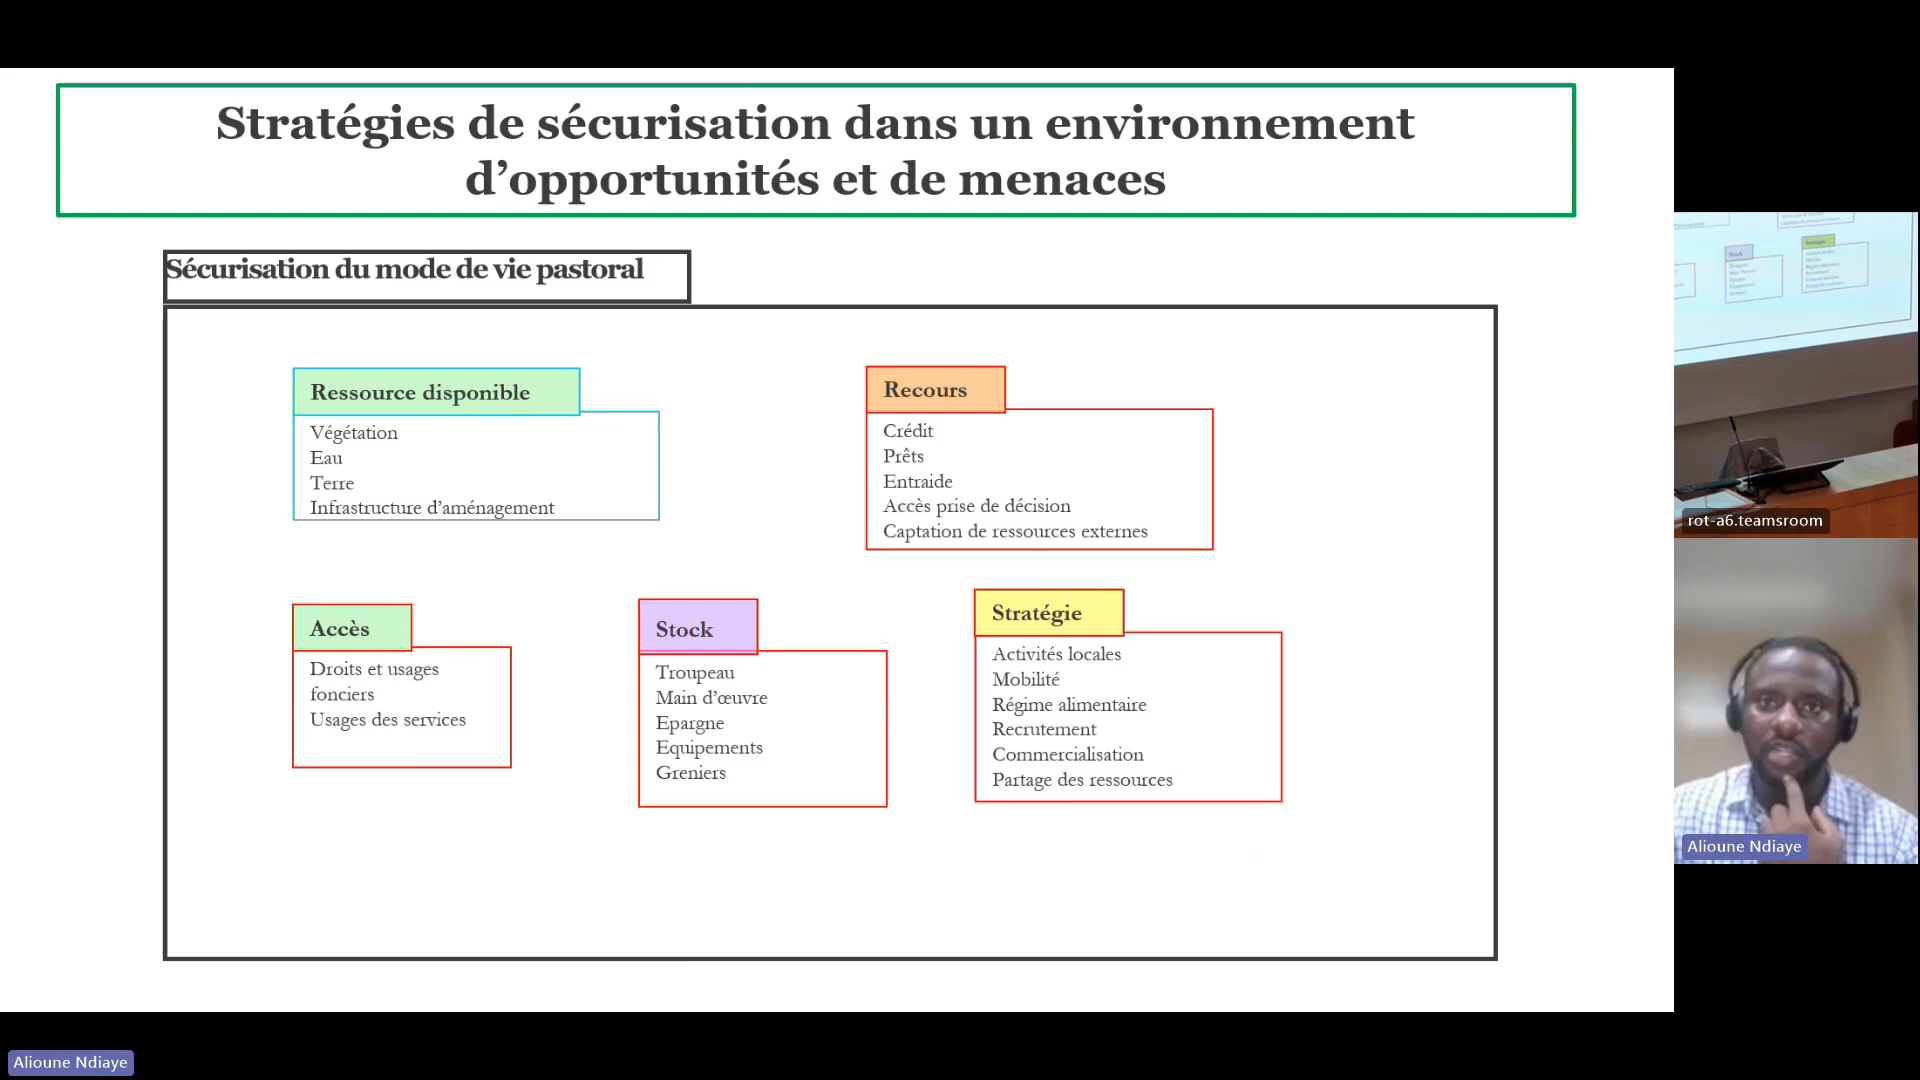 Stratégies de sécurisation dans un environnement
d’opportunités et de menaces
Sécurisation du mode de vie pastoral
Ressource disponible
Végétation
Eau
Terre
Infrastructure d’aménagement
Recours
Crédit
Prêts
Entraide
Accès prise de décision
Captation de ressources externes
Accès
Droits et usages
fonciers
Usages des services
Stock
Troupeau
Main d’œuvre
Epargne
Equipements
Greniers
Stratégie
Activités locales
Mobilité
Régime alimentaire
Recrutement
Commercialisation
Partage des ressources
Stock
Stratégie
rot-a6.teamsroom
Alioune Ndiaye
Alioune Ndiaye